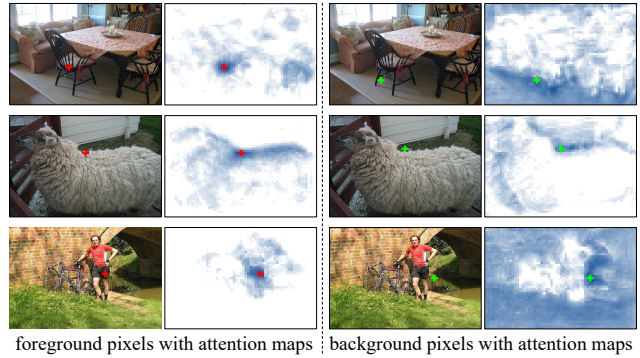 foreground pixels with attention maps
background pixels with attention maps